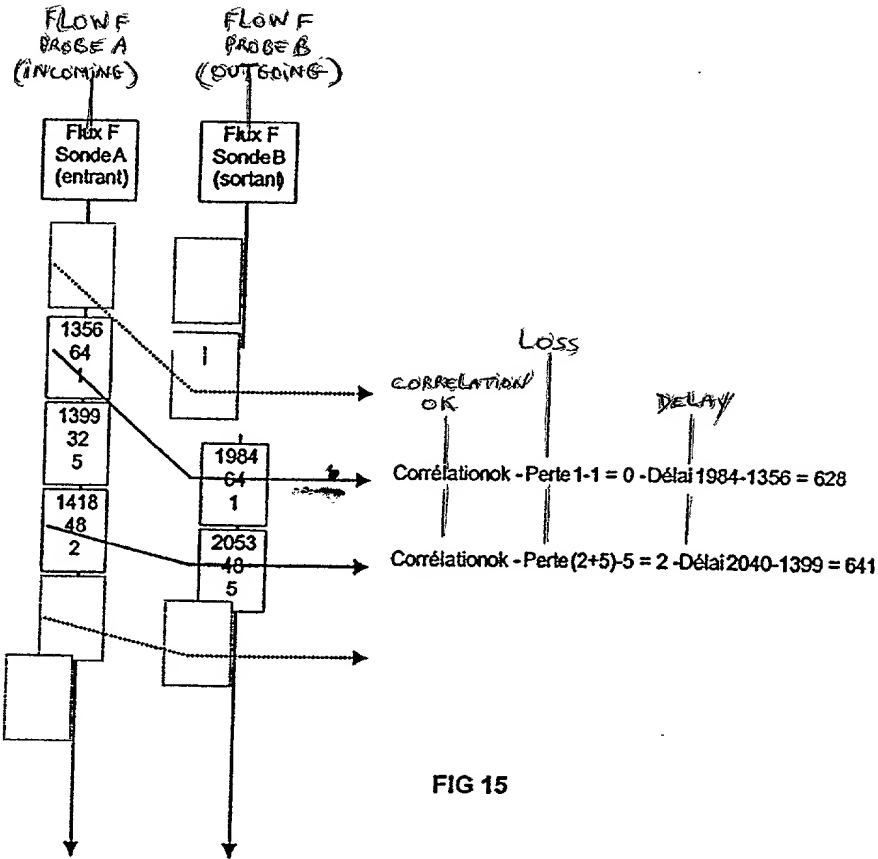 FLOW F
PROBE A
(INCOMING)
FLOW F
PROBE B
(OUTGOING)
Flux F
Sonde A
(entrant)
Flux F
Sonde B
(sortant)
1356
64
1
1399
32
5
1418
48
2
1
1984
64
1
2053
48
5
LOSS
CORRELATION
OK
DELAY
Corrélationok - Perte 1-1 = 0 - Délai 1984-1356 = 628
Corrélationok - Perte (2+5)-5 = 2 - Délai 2040-1399 = 641
FIG 15